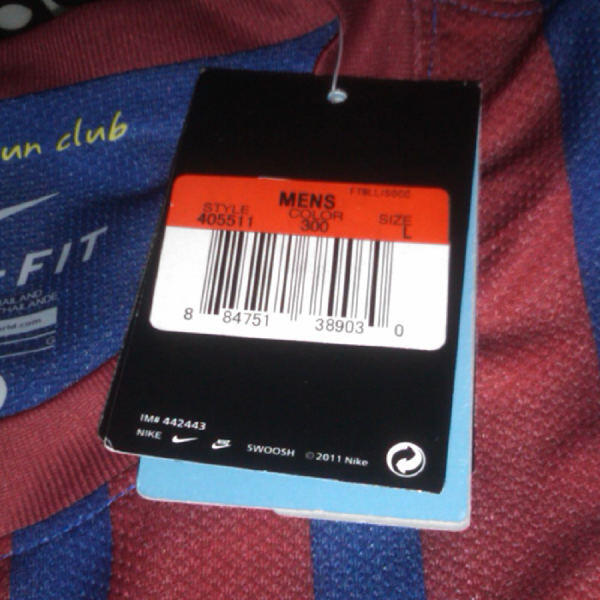 un club
-FIT
FTBLL/SOCC
MENS
STYLE COLOR SIZE
405511 300 L
8 84751 38903 0
IM# 442443
NIKE SWOOSH ©2011 Nike